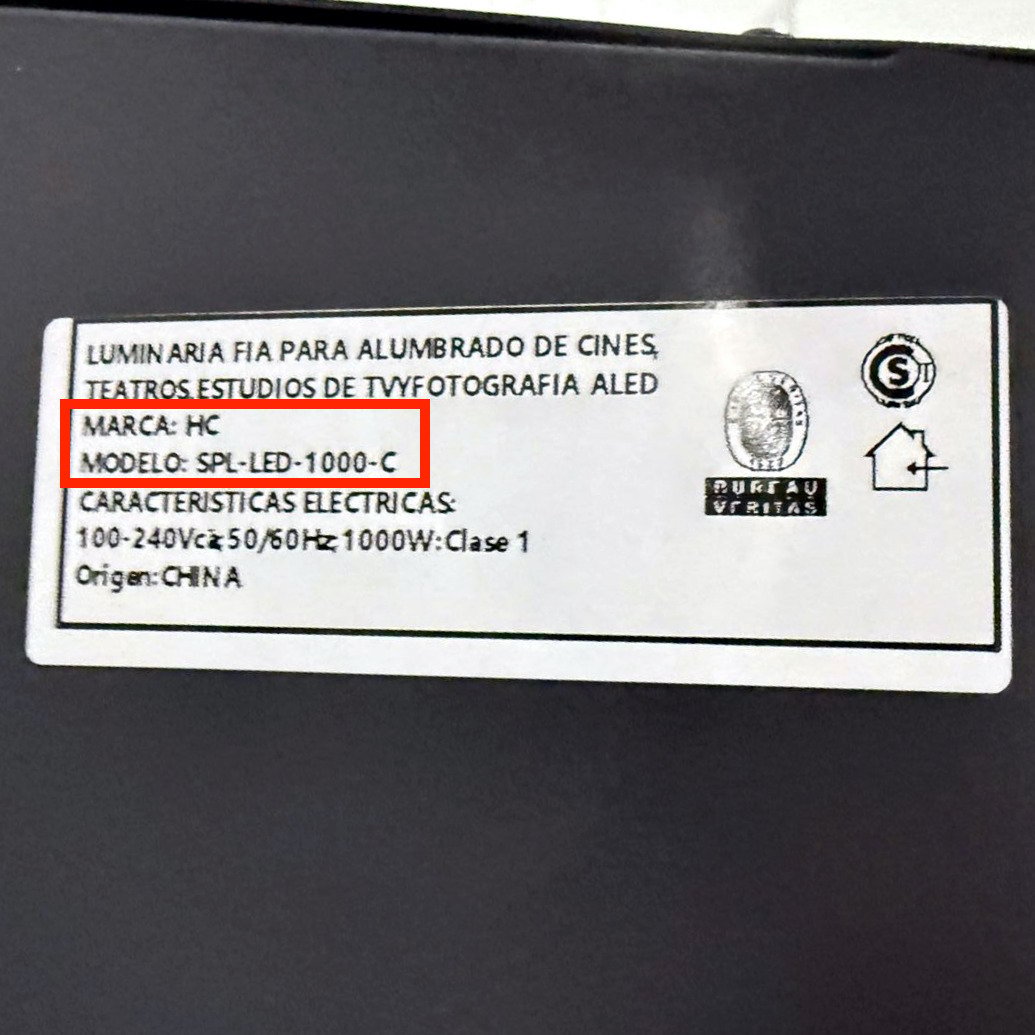 LUMINARIA FIA PARA ALUMBRADO DE CINES,
TEATROS,ESTUDIOS DE TVYFOTOGRAFIA ALED
MARCA: HC
MODELO: SPL-LED-1000-C
CARACTERISTICAS ELECTRICAS:
100-240Vca; 50/60Hz; 1000W: Clase 1
Origen: CHINA
S
BUREAU
VERITAS